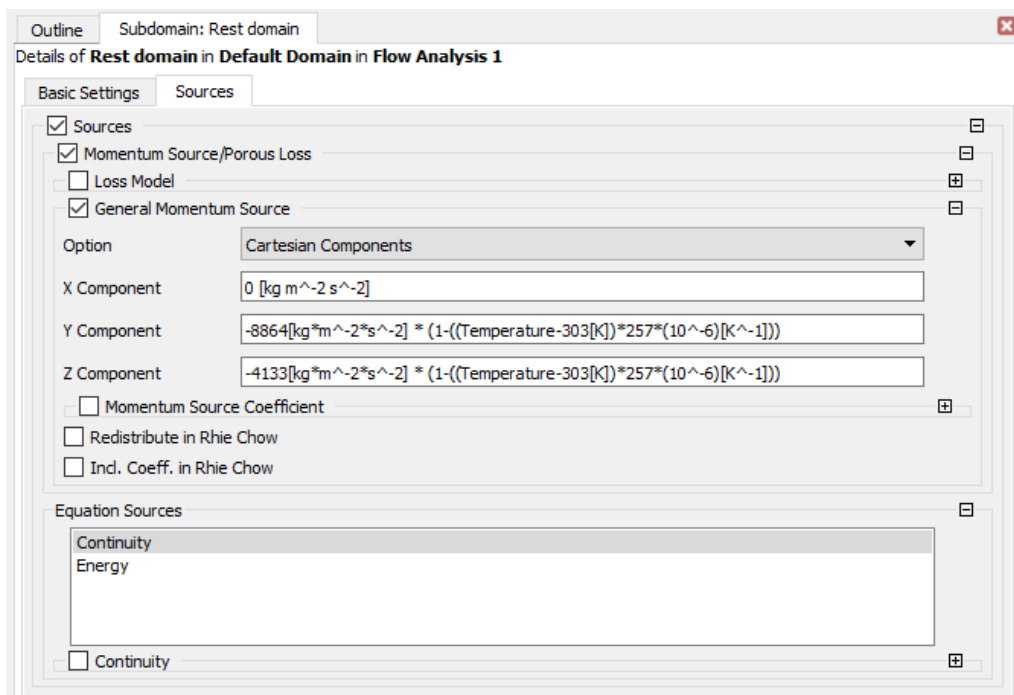 Outline Subdomain: Rest domain
Details of Rest domain in Default Domain in Flow Analysis 1
Basic Settings Sources
Sources
Momentum Source/Porous Loss
Loss Model
General Momentum Source
Option Cartesian Components
X Component 0 [kg m^-2 s^-2]
Y Component -8864[kg*m^-2*s^-2] * (1-((Temperature-303[K])*257*(10^-6)[K^-1]))
Z Component -4133[kg*m^-2*s^-2] * (1-((Temperature-303[K])*257*(10^-6)[K^-1]))
Momentum Source Coefficient
Redistribute in Rhie Chow
Incl. Coeff. in Rhie Chow
Equation Sources
Continuity
Energy
Continuity